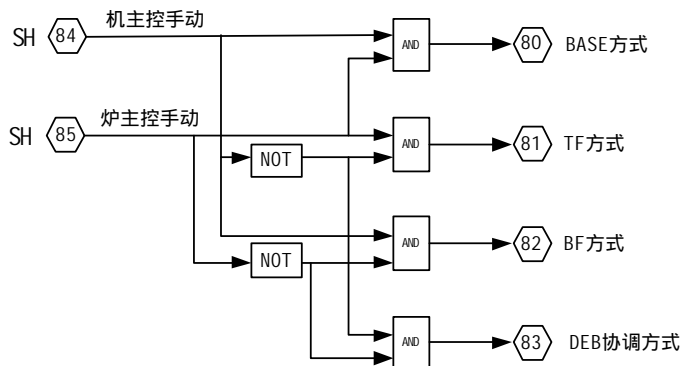 机主控手动
SH 84
AND
80 BASE方式
炉主控手动
SH 85
AND
81 TF方式
NOT
AND
82 BF方式
NOT
AND
83 DEB协调方式